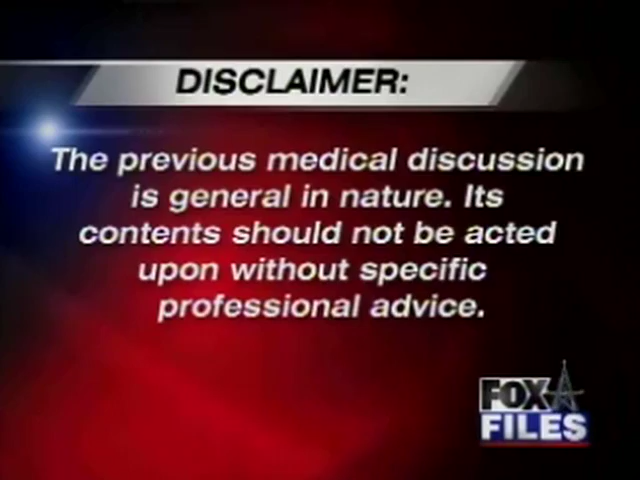 DISCLAIMER:
The previous medical discussion
is general in nature. Its
contents should not be acted
upon without specific
professional advice.
FOX
FILES